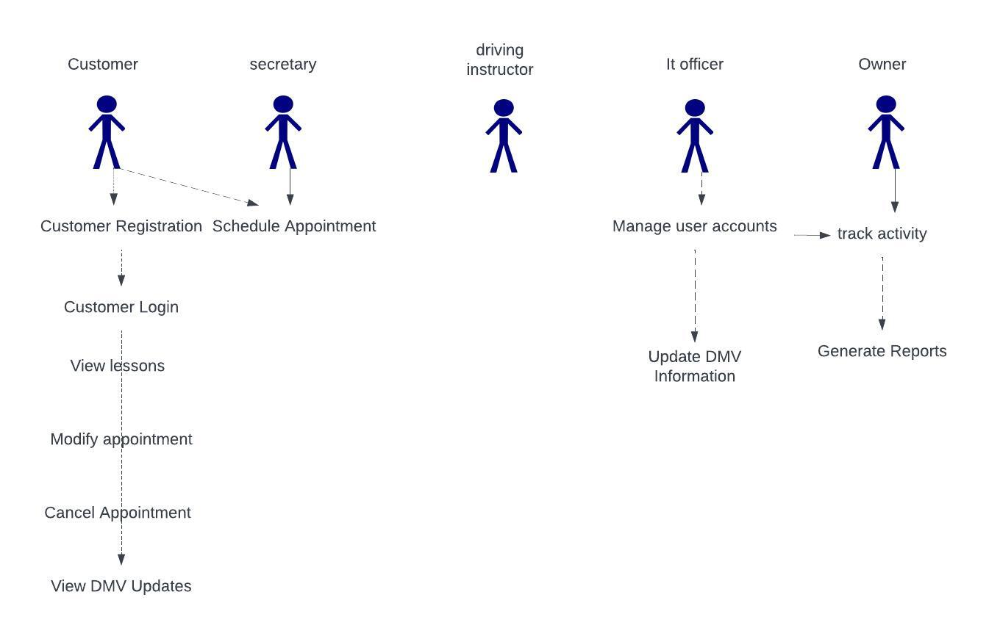 Customer
secretary
driving
instructor
It officer
Owner
Customer Registration
Schedule Appointment
Manage user accounts
track activity
Customer Login
View lessons
Update DMV
Information
Generate Reports
Modify appointment
Cancel Appointment
View DMV Updates